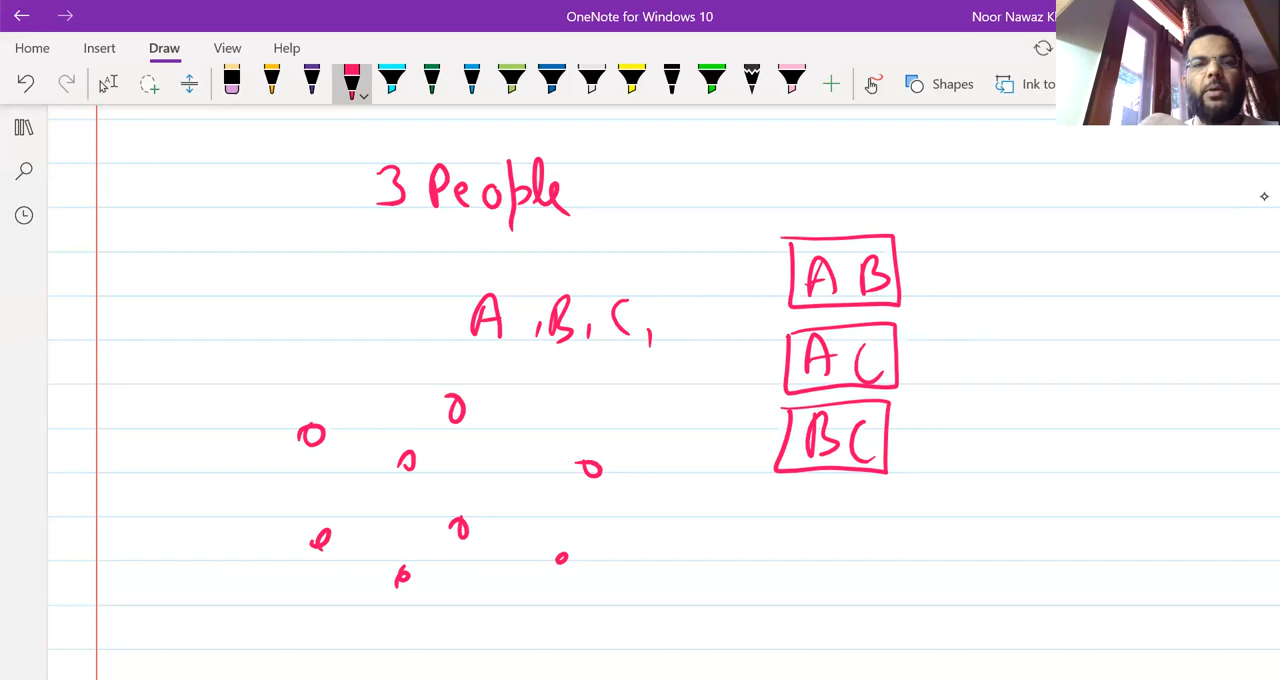 OneNote for Windows 10
Noor Nawaz K
Home Insert Draw View Help
Shapes Ink to
3 People
A B
A , B , C ,
A C
B C